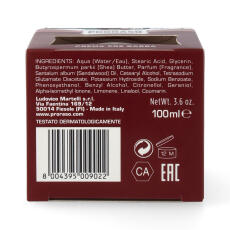 INGREDIENTS: Aqua (Water/Eau), Stearic Acid, Glycerin,
Butyrospermum parkii (Shea) Butter, Parfum (Fragrance),
Santalum album (Sandalwood) Oil, Cetearyl Alcohol, Tetrasodium
Glutamate Diacetate, Potassium Hydroxide, Sodium Benzoate,
Phenoxyethanol, Benzyl Alcohol, Citronellol, Geraniol,
Alpha-isomethyl Ionone, Limonene, Linalool, Coumarin.
Ludovico Martelli s.r.l.
Via Faentina 169/12
50014 Fiesole (FI) - Made in Italy
www.proraso.com
TESTATO DERMATOLOGICAMENTE
NetWt. 3.6 oz.
100ml e
12 M
CA
EAC
8 004395 009022